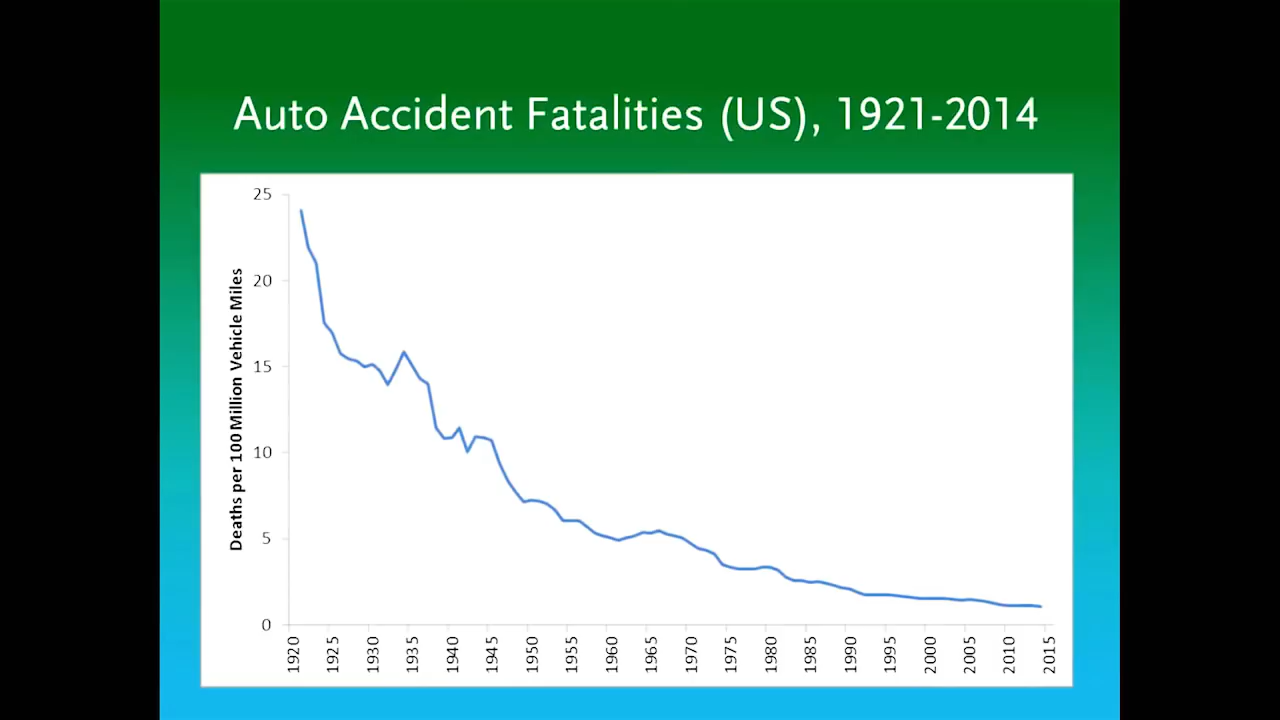 Auto Accident Fatalities (US), 1921-2014
Deaths per 100 Million Vehicle Miles
25
20
15
10
5
0
1920 1925 1930 1935 1940 1945 1950 1955 1960 1965 1970 1975 1980 1985 1990 1995 2000 2005 2010 2015